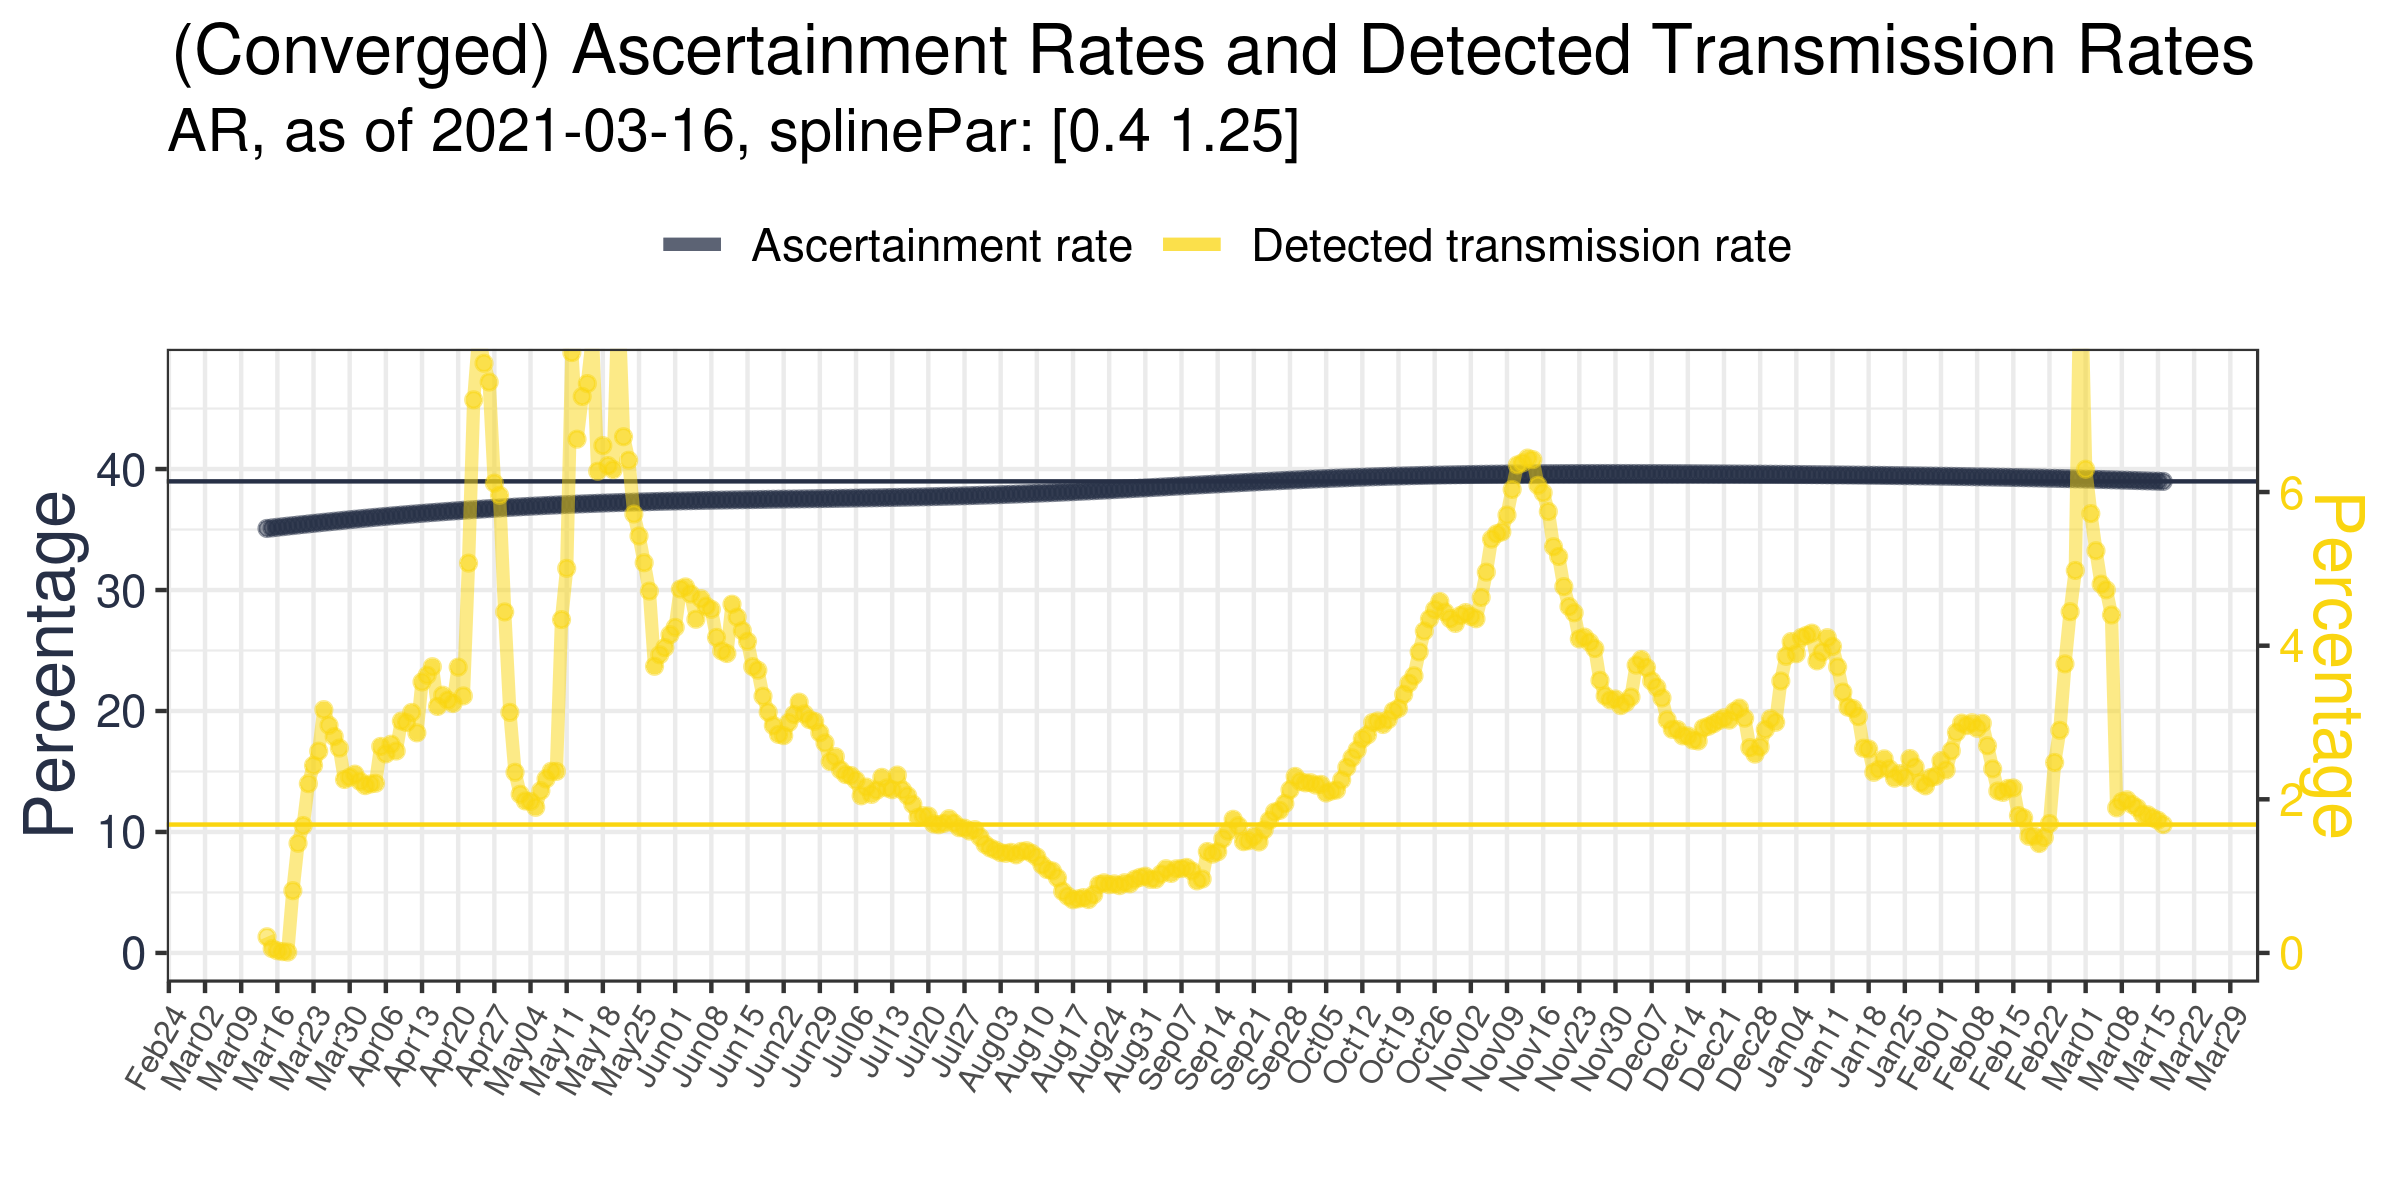 (Converged) Ascertainment Rates and Detected Transmission Rates
AR, as of 2021-03-16, splinePar: [0.4 1.25]
Ascertainment rate Detected transmission rate
Percentage
40
30
20
10
0
6
4
2
0
Percentage
Feb24
Mar02
Mar09
Mar16
Mar23
Mar30
Apr06
Apr13
Apr20
Apr27
May04
May11
May18
May25
Jun01
Jun08
Jun15
Jun22
Jun29
Jul06
Jul13
Jul20
Jul27
Aug03
Aug10
Aug17
Aug24
Aug31
Sep07
Sep14
Sep21
Sep28
Oct05
Oct12
Oct19
Oct26
Nov02
Nov09
Nov16
Nov23
Nov30
Dec07
Dec14
Dec21
Dec28
Jan04
Jan11
Jan18
Jan25
Feb01
Feb08
Feb15
Feb22
Mar01
Mar08
Mar15
Mar22
Mar29